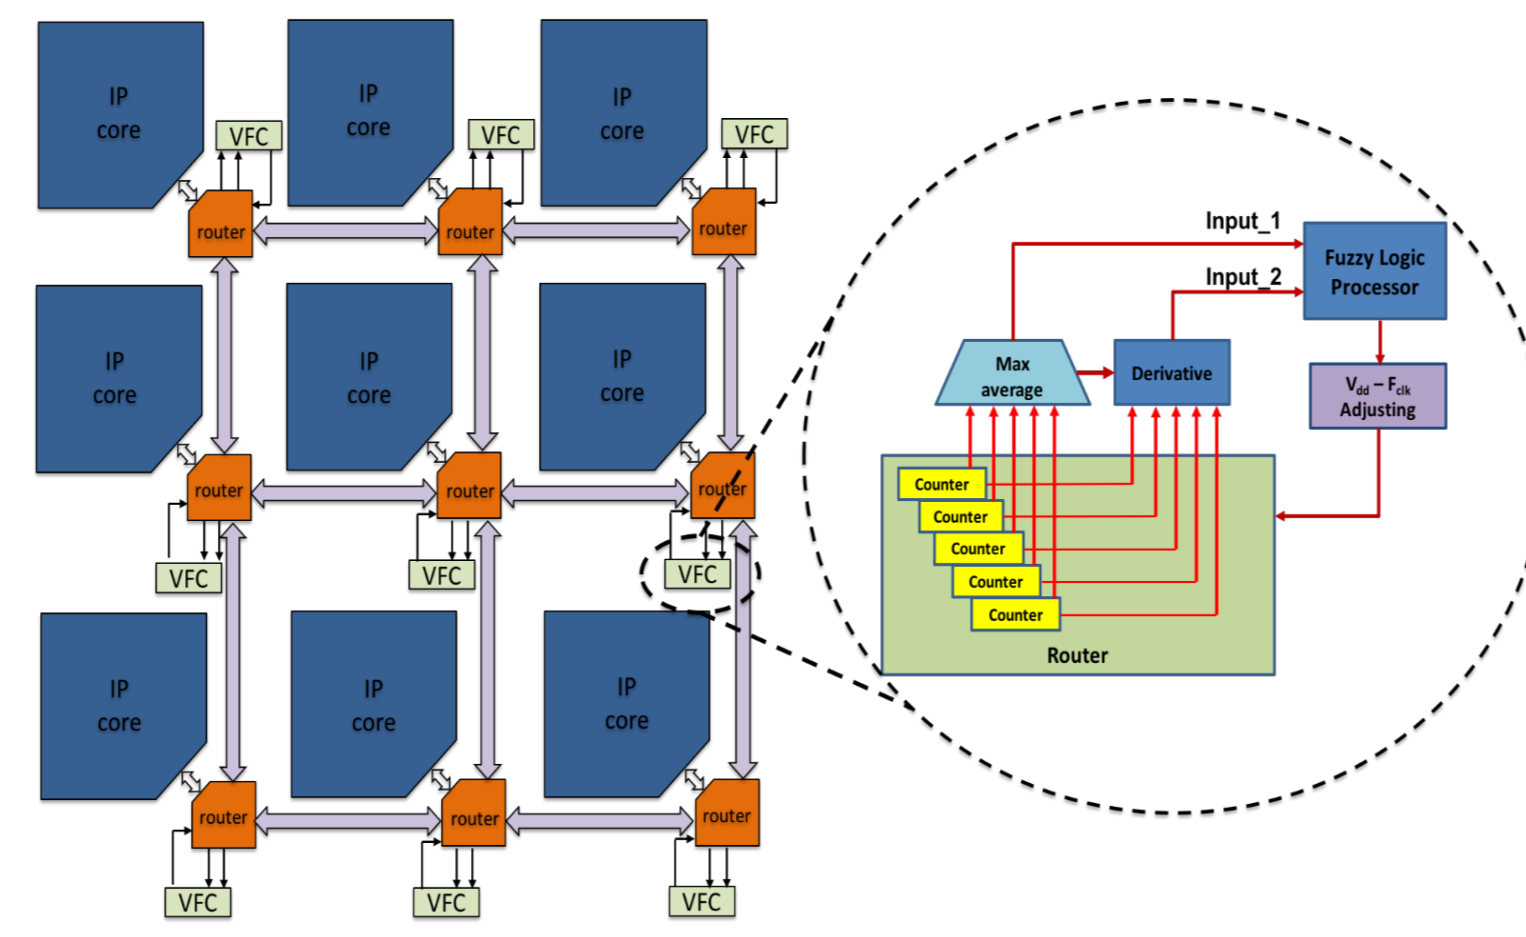 IP
core
IP
core
IP
core
VFC
VFC
VFC
router
router
router
IP
core
IP
core
IP
core
router
router
router
VFC
VFC
VFC
IP
core
IP
core
IP
core
router
router
router
VFC
VFC
VFC
Input_1
Input_2
Fuzzy Logic
Processor
Max
average
Derivative
Vdd – Fclk
Adjusting
Counter
Counter
Counter
Counter
Counter
Router